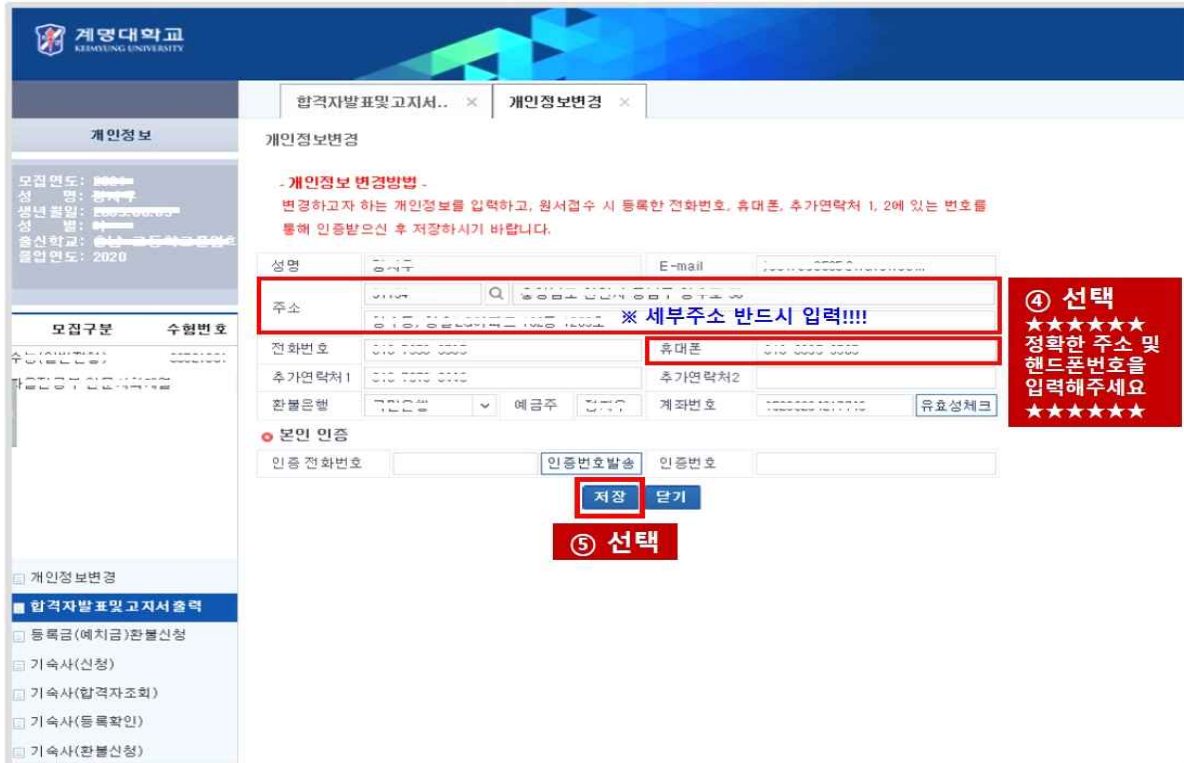 계명대학교
KEIMYUNG UNIVERSITY
합격자발표및고지서.. ×
개인정보변경 ×
개인정보
개인정보변경
모집연도:
성 명:
생년월일:
출신학교:
졸업연도: 2020
- 개인정보 변경방법 -
변경하고자 하는 개인정보를 입력하고, 원서접수 시 등록한 전화번호, 휴대폰, 추가연락처 1, 2에 있는 번호를
통해 인증받으신 후 저장하시기 바랍니다.
성명
E-mail
주소
※ 세부주소 반드시 입력!!!!
전화번호
휴대폰
추가연락처1
추가연락처2
환불은행
예금주
계좌번호
유효성체크
본인 인증
인증 전화번호
인증번호발송
인증번호
저장
닫기
④ 선택
★★★★★★
정확한 주소 및
핸드폰번호을
입력해주세요
★★★★★★
⑤ 선택
모집구분 수험번호
개인정보변경
합격자발표및고지서출력
등록금(예치금)환불신청
기숙사(신청)
기숙사(합격자조회)
기숙사(등록확인)
기숙사(환불신청)